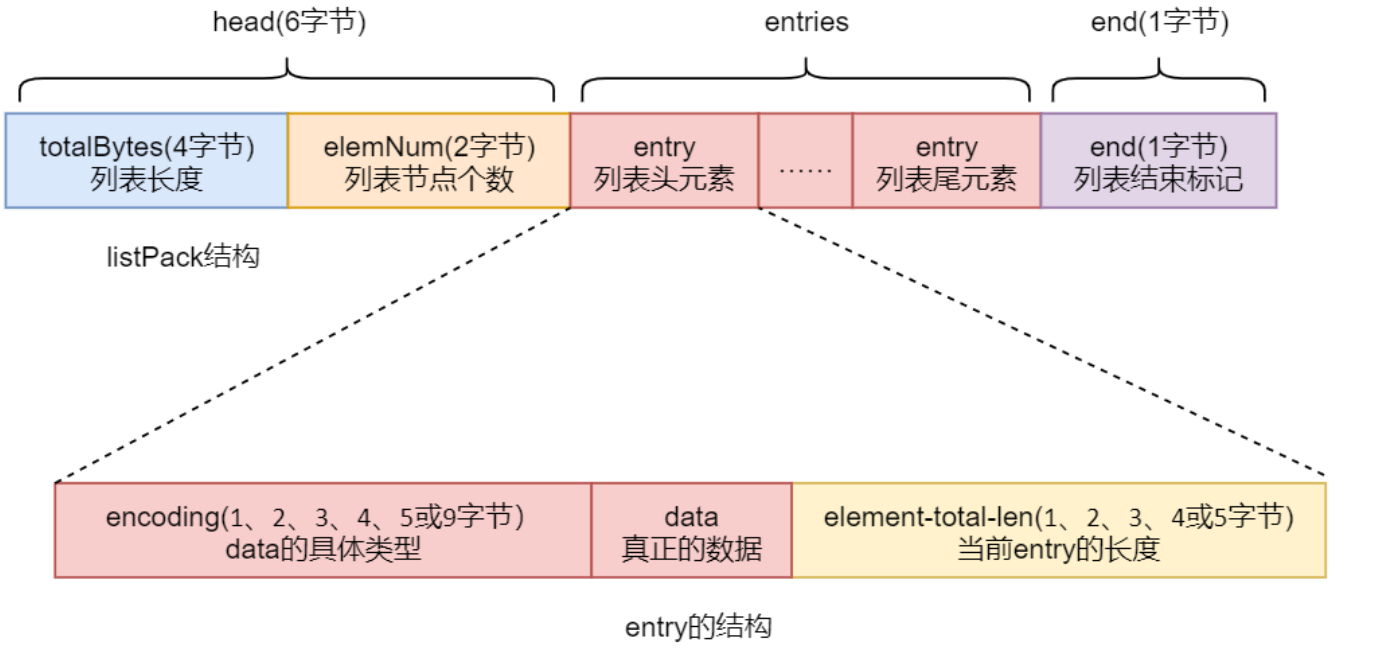 head(6字节)
entries
end(1字节)
totalBytes(4字节)
列表长度
elemNum(2字节)
列表节点个数
entry
列表头元素
······
entry
列表尾元素
end(1字节)
列表结束标记
listPack结构
encoding(1、2、3、4、5或9字节)
data的具体类型
data
真正的数据
element-total-len(1、2、3、4或5字节)
当前entry的长度
entry的结构